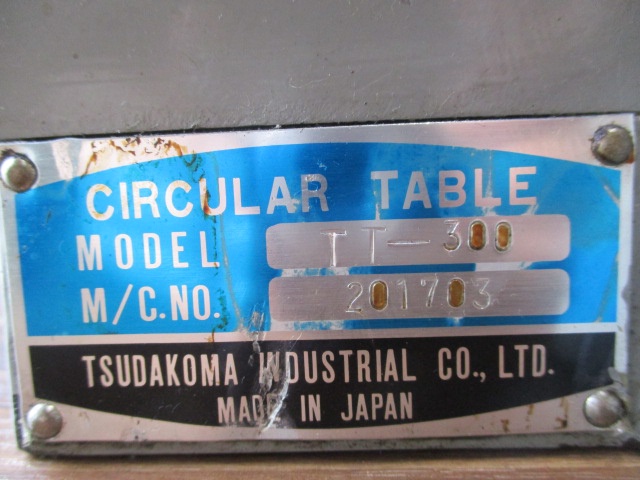 CIRCULAR TABLE
MODEL TT-300
M/C.NO. 201703
TSUDAKOMA INDUSTRIAL CO., LTD.
MADE IN JAPAN